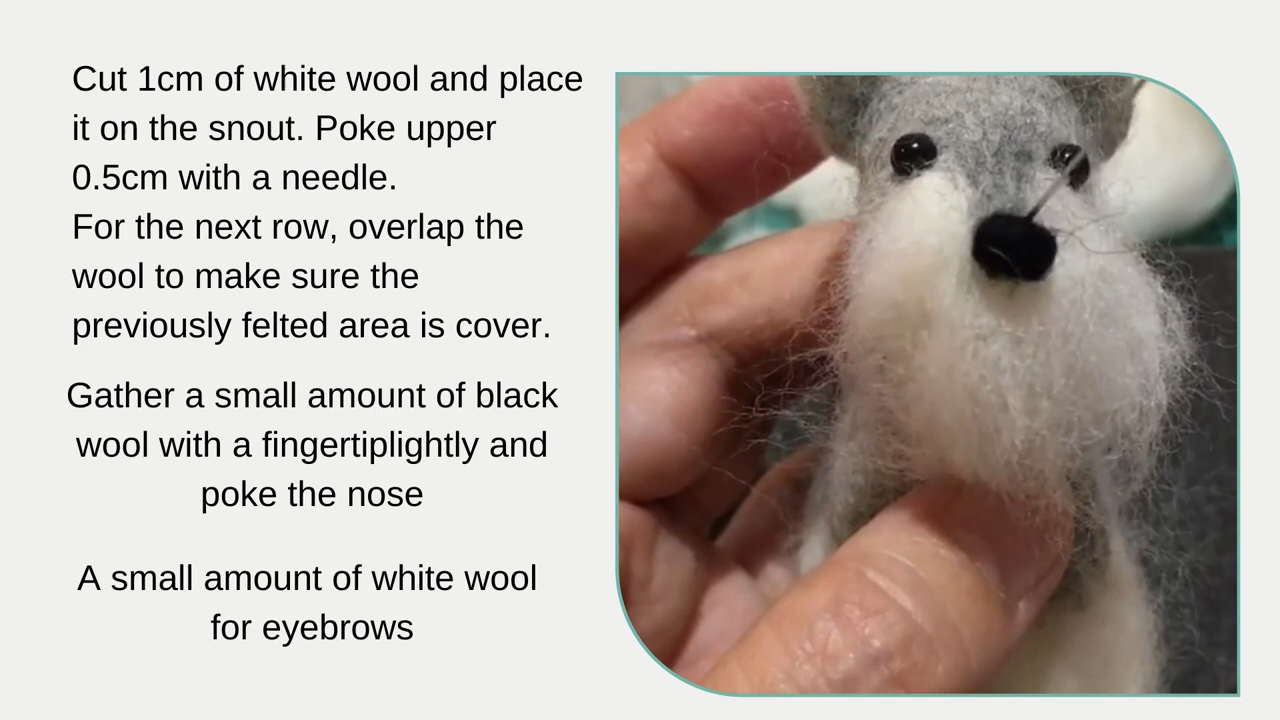 Cut 1cm of white wool and place
it on the snout. Poke upper
0.5cm with a needle.
For the next row, overlap the
wool to make sure the
previously felted area is cover.
Gather a small amount of black
wool with a fingertiplightly and
poke the nose
A small amount of white wool
for eyebrows